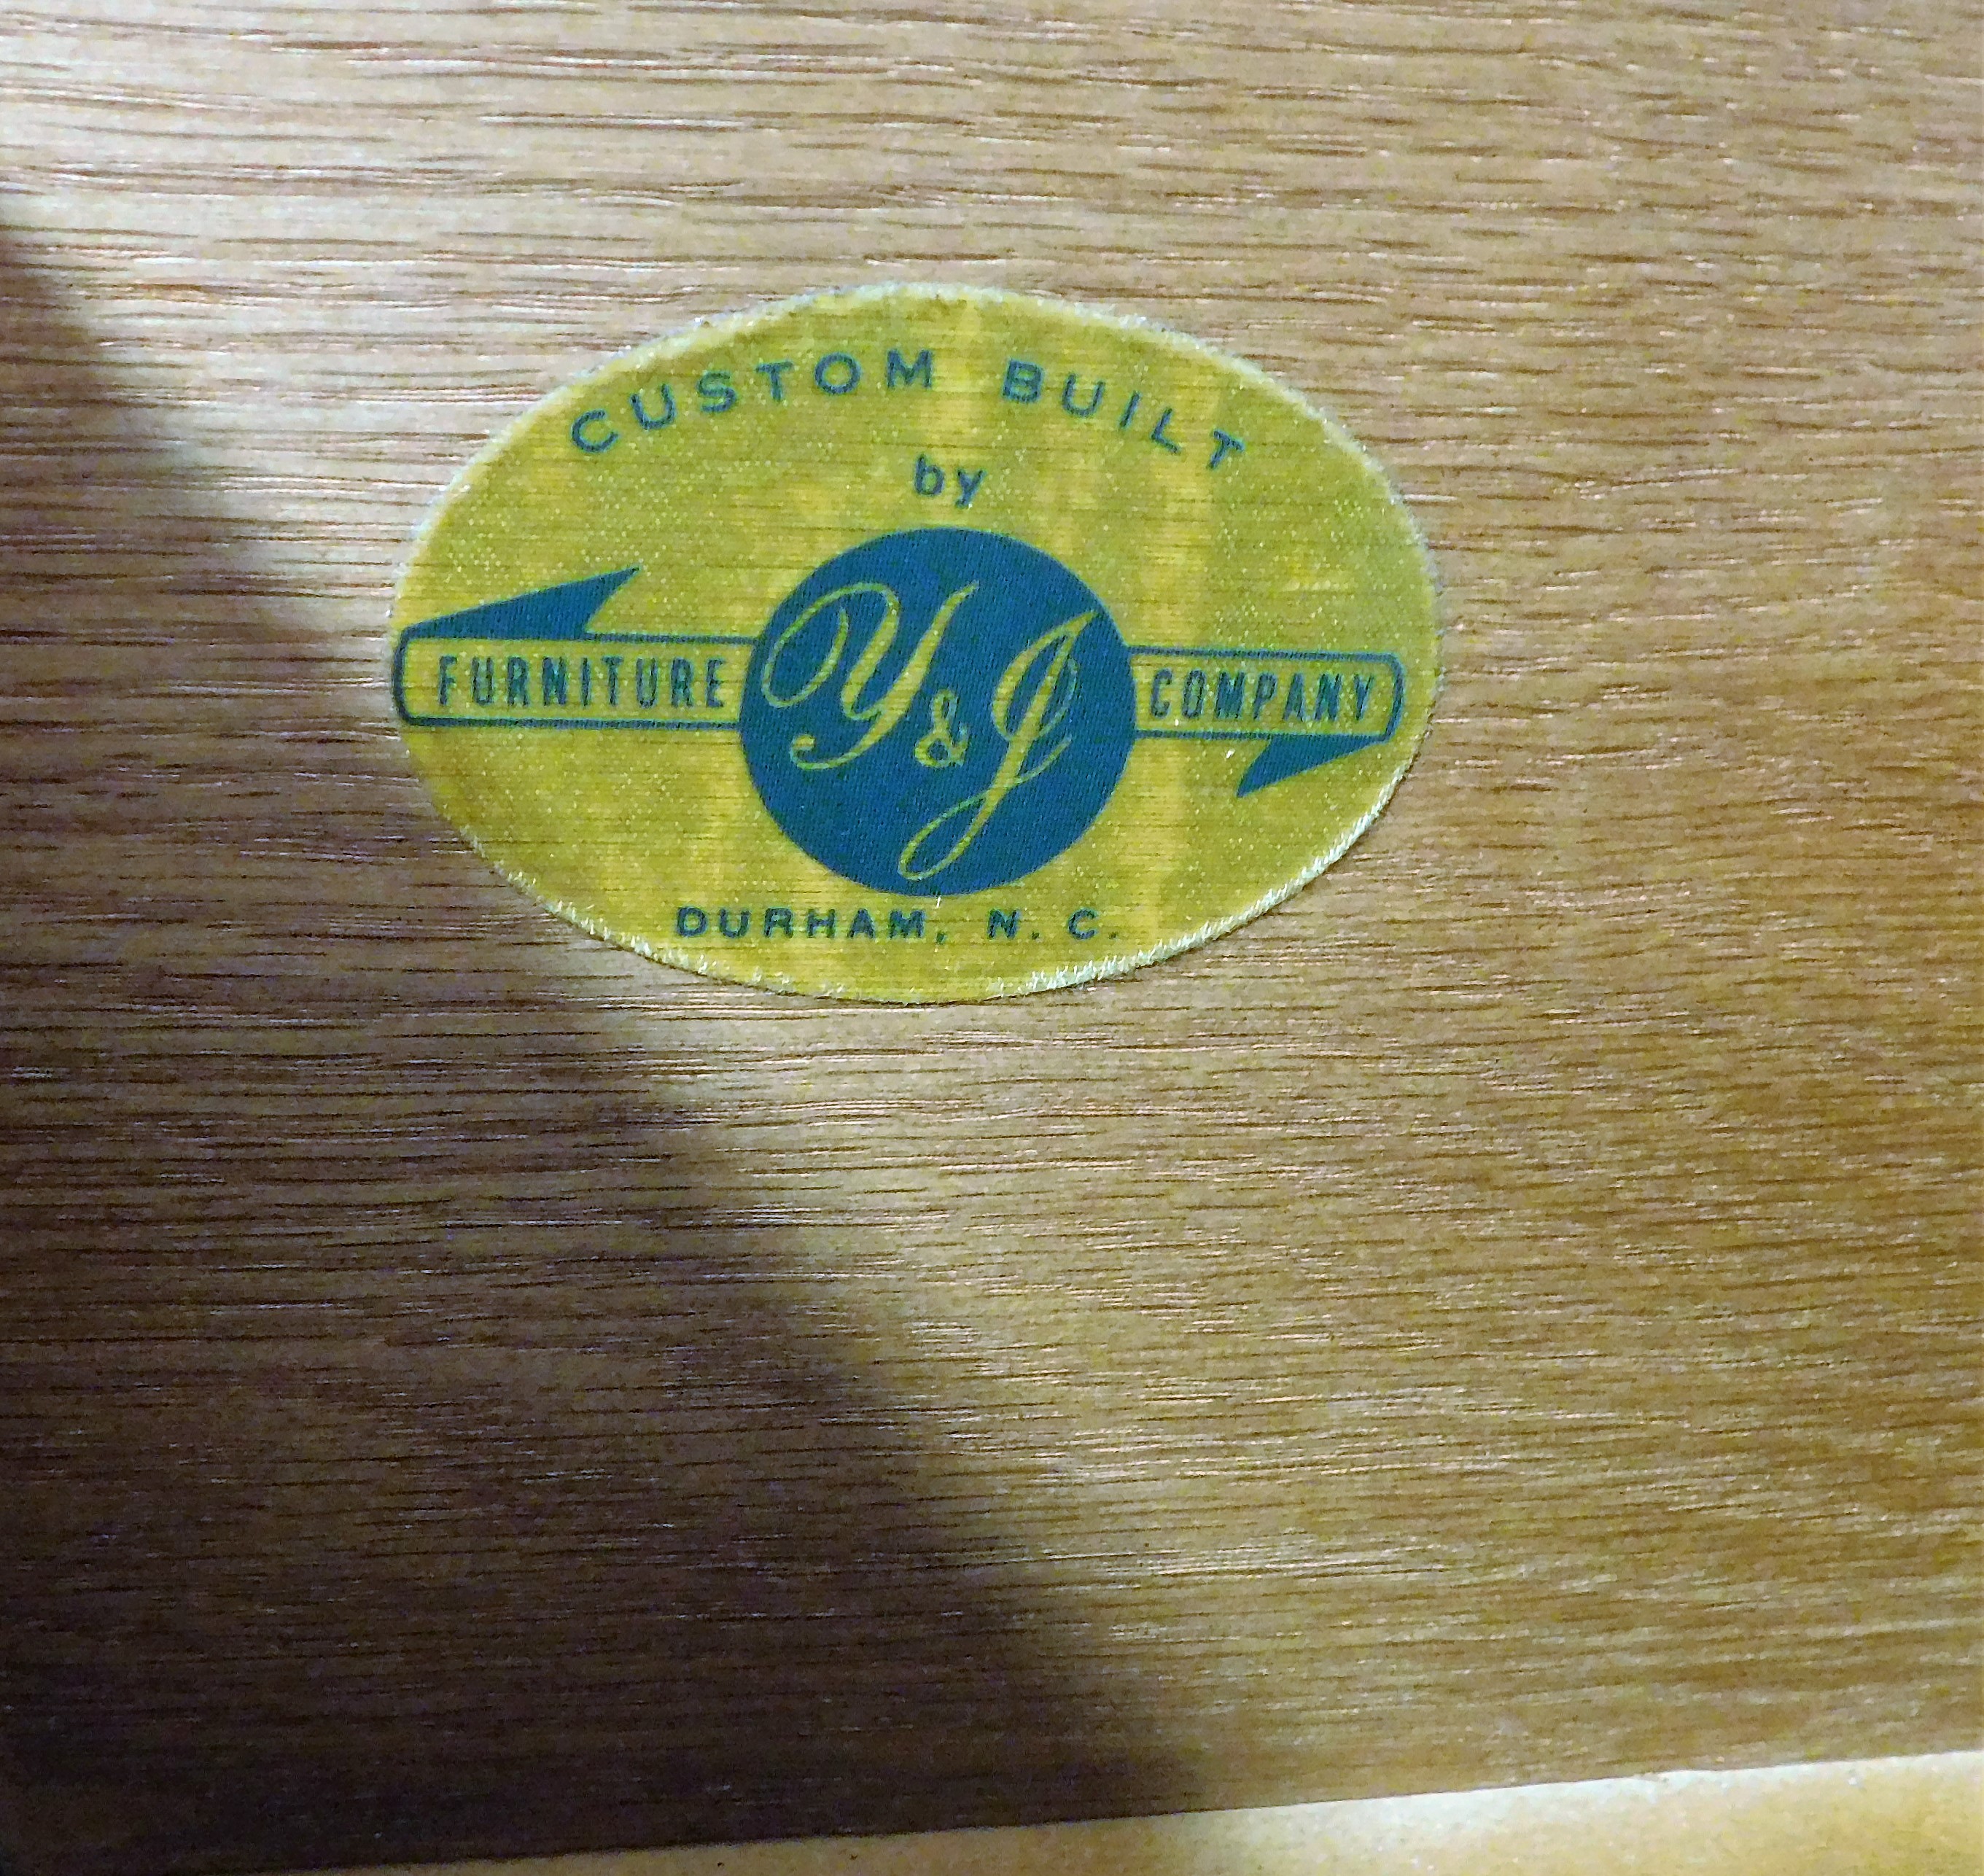 CUSTOM BUILT
by
FURNITURE Y & J COMPANY
DURHAM, N. C.